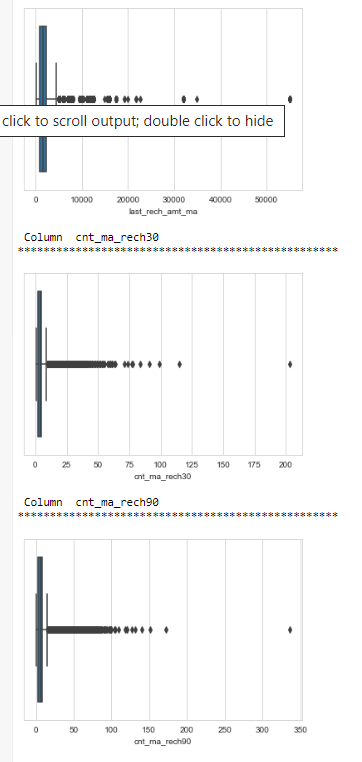 0 10000 20000 30000 40000 50000
click to scroll output; double click to hide
last_rech_amt_ma
Column cnt_ma_rech30
**************************************************
0 25 50 75 100 125 150 175 200
cnt_ma_rech30
Column cnt_ma_rech90
**************************************************
0 50 100 150 200 250 300 350
cnt_ma_rech90